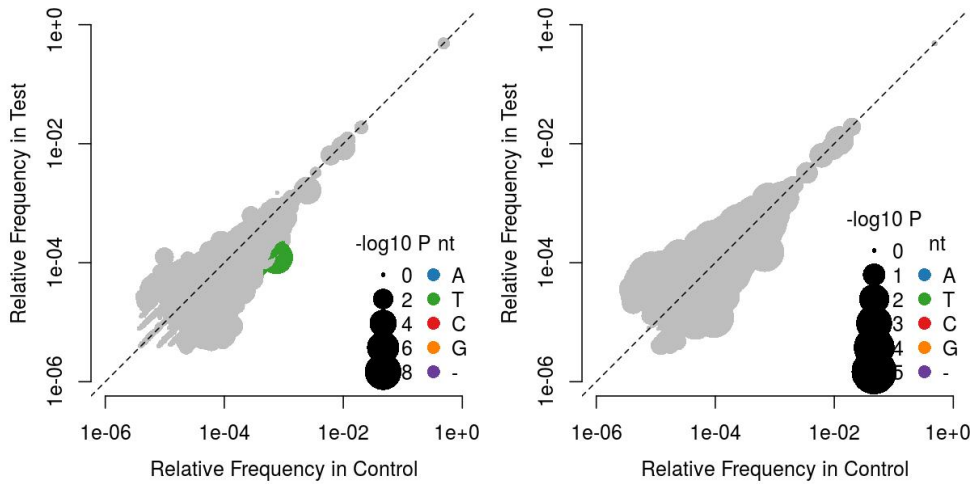 Relative Frequency in Test
1e+0
1e-02
1e-04
1e-06
1e-06 1e-04 1e-02 1e+0
Relative Frequency in Control
-log10 P nt
0 A
2 T
4 C
6 G
8 -
Relative Frequency in Test
1e+0
1e-02
1e-04
1e-06
1e-06 1e-04 1e-02 1e+0
Relative Frequency in Control
-log10 P
nt
0
1 A
2 T
3 C
4 G
5 -